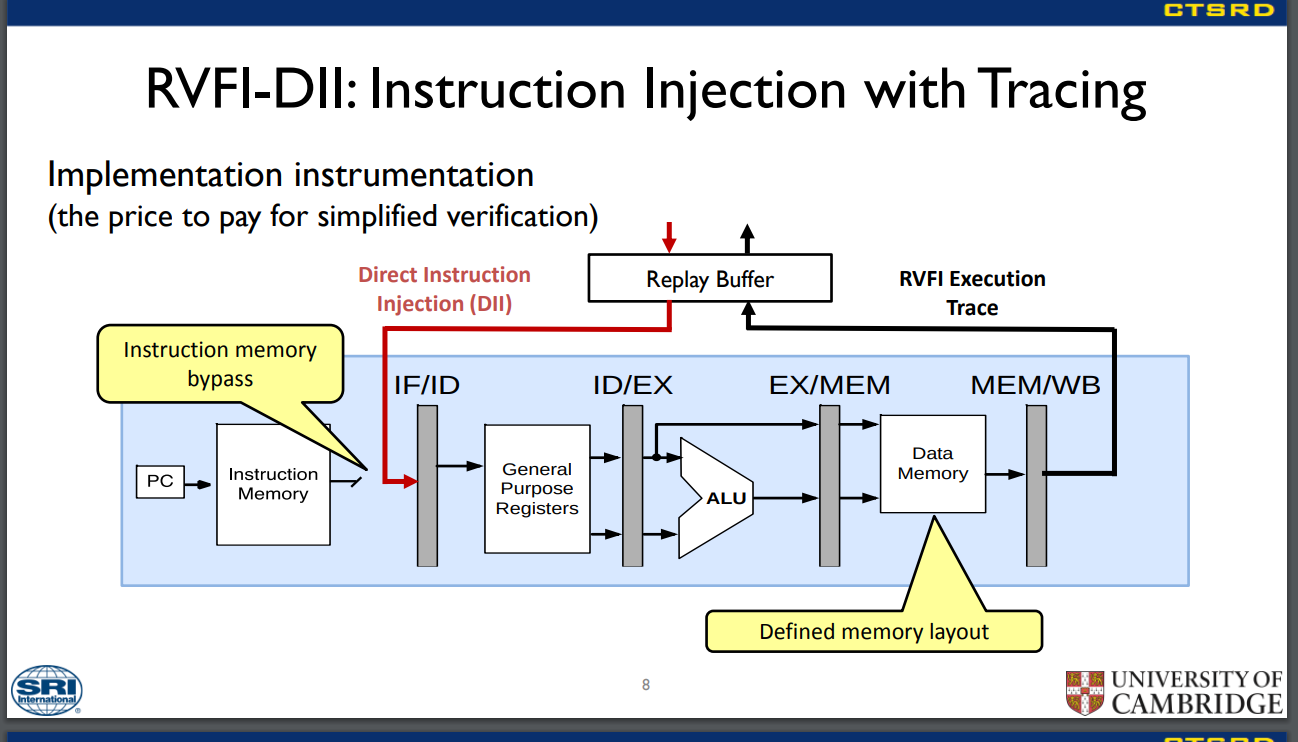 CTSRD
RVFI-DII: Instruction Injection with Tracing
Implementation instrumentation
(the price to pay for simplified verification)
Direct Instruction
Injection (DII)
Replay Buffer
RVFI Execution
Trace
Instruction memory
bypass
IF/ID
ID/EX
EX/MEM
MEM/WB
PC
Instruction
Memory
General
Purpose
Registers
ALU
Data
Memory
Defined memory layout
SRI
International
8
UNIVERSITY OF
CAMBRIDGE
CTSRD